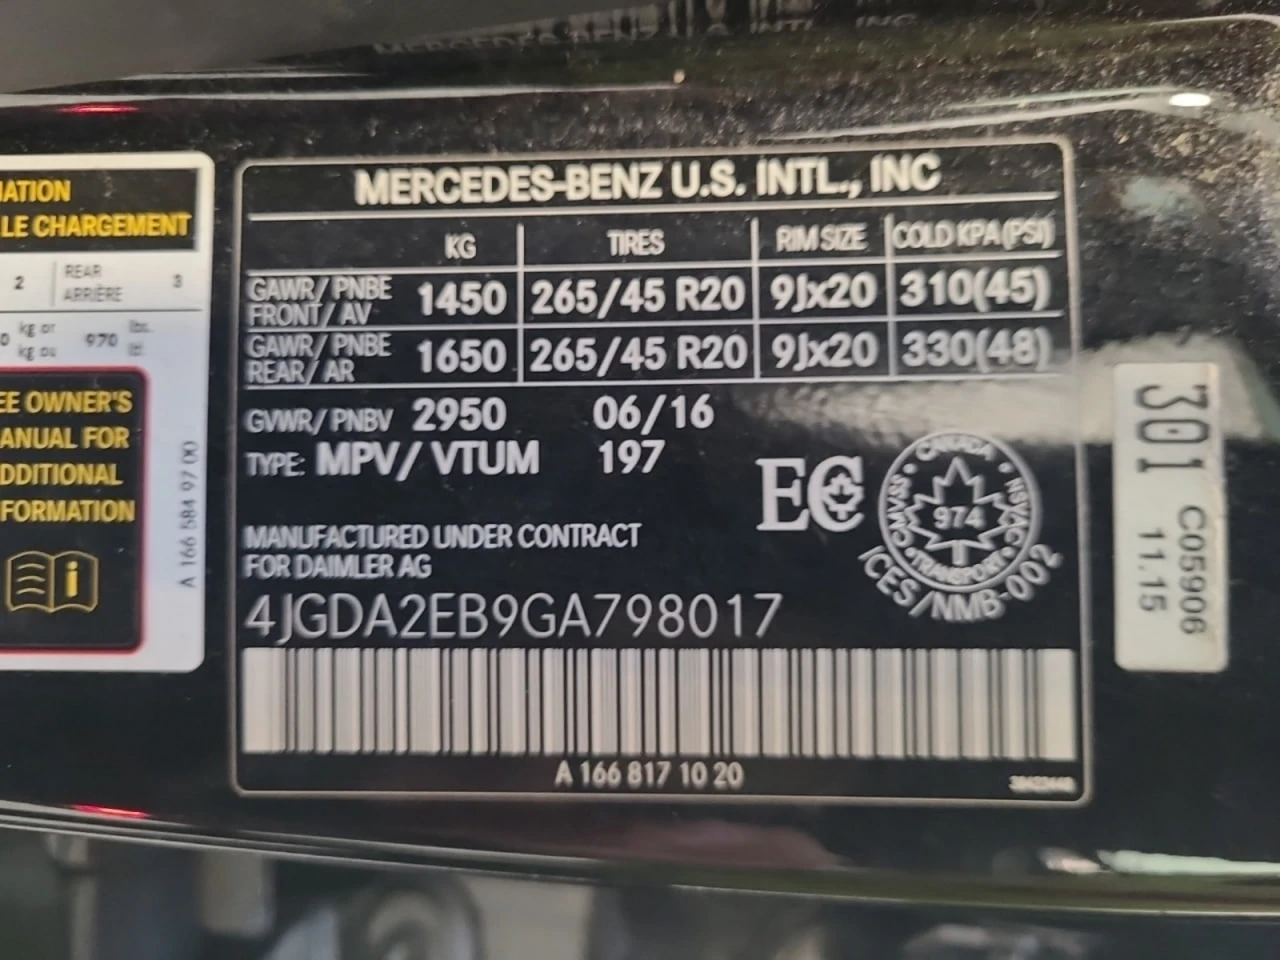 MERCEDES-BENZ U.S. INTL., INC
KG TIRES RIM SIZE COLD KPA(PSI)
GAWR/ PNBE FRONT/ AV 1450 265/45 R20 9Jx20 310(45)
GAWR/ PNBE REAR/ AR 1650 265/45 R20 9Jx20 330(48)
GVWR/ PNBV 2950 06/16
TYPE: MPV/ VTUM 197
MANUFACTURED UNDER CONTRACT
FOR DAIMLER AG
4JGDA2EB9GA798017
A 166 817 10 20
EC
CANADA
CMVSS NSVAC
974
TRANSPORT
ICES/NMB-002
LE CHARGEMENT
2 REAR ARRIÈRE 3
kg or 970 lbs.
kg ou
OWNER'S
FOR
FORMATION
i
A 166 584 97 00
301
C05906
11.15